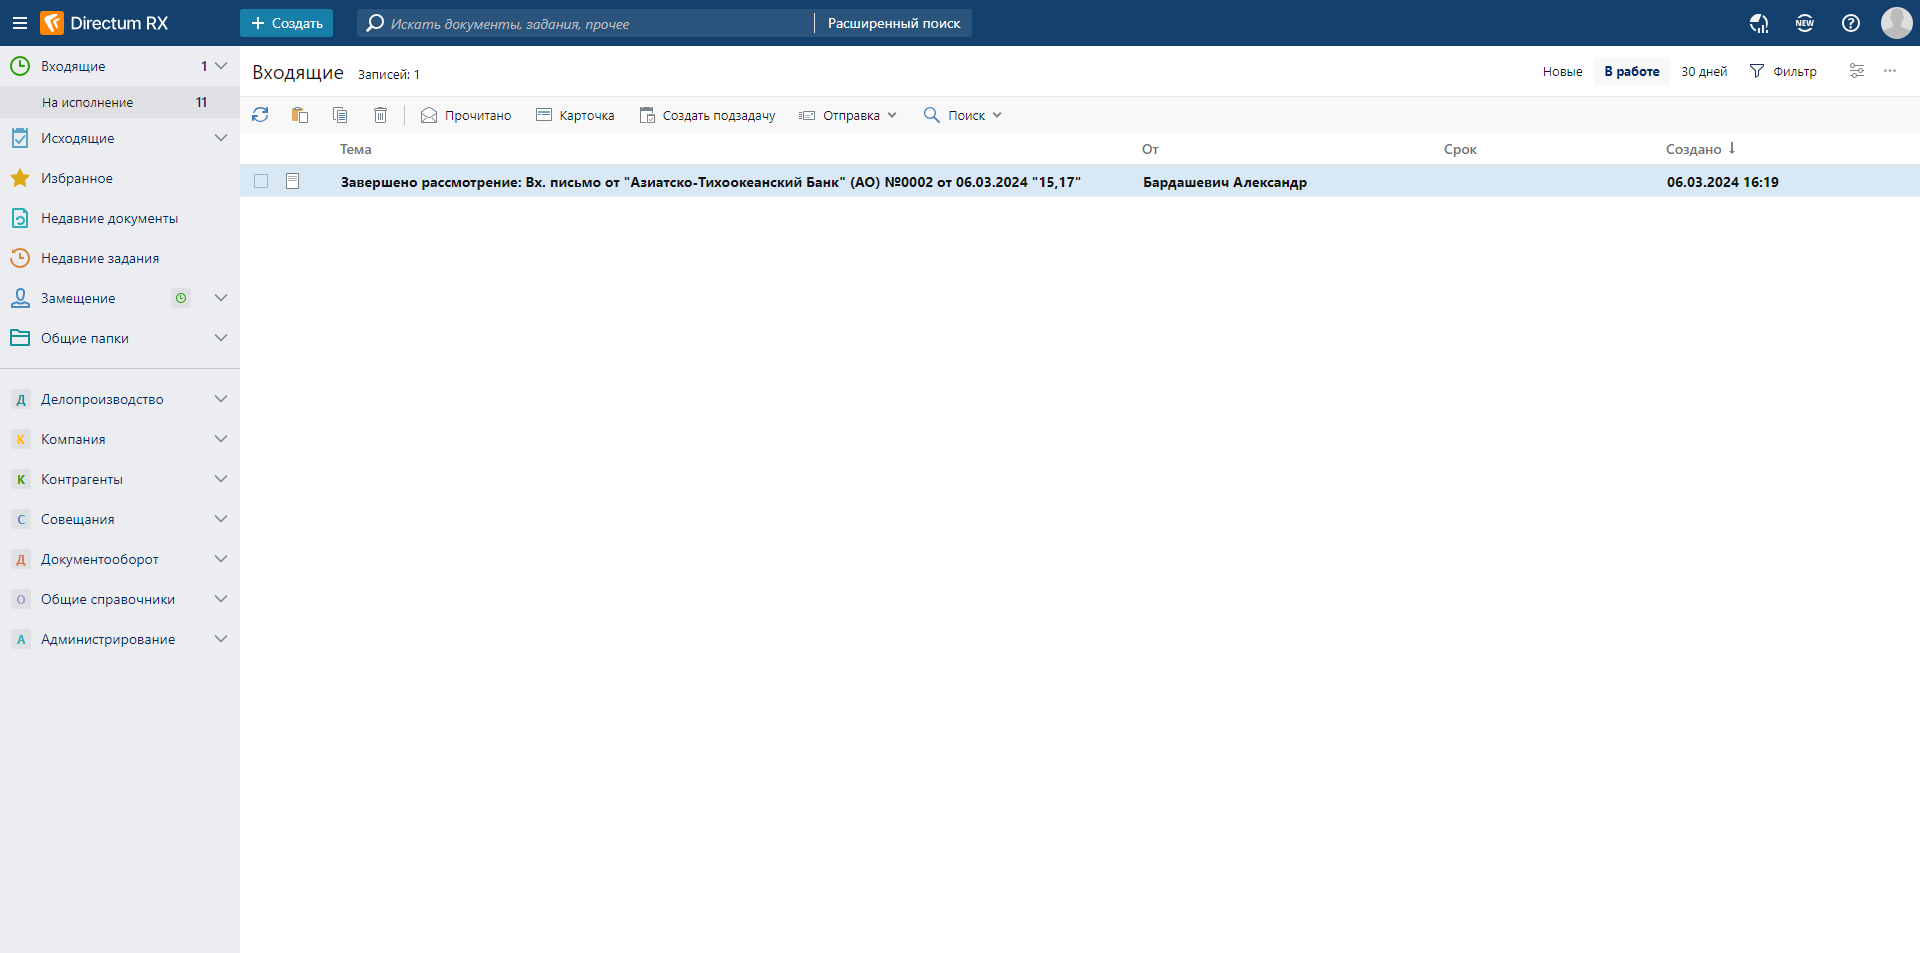 Directum RX
Создать
Искать документы, задания, прочее
Расширенный поиск
NEW
Входящие 1
На исполнение 11
Исходящие
Избранное
Недавние документы
Недавние задания
Замещение
Общие папки
Д Делопроизводство
К Компания
К Контрагенты
С Совещания
Д Документооборот
О Общие справочники
А Администрирование
Входящие Записей: 1
Новые В работе 30 дней Фильтр
Прочитано Карточка Создать подзадачу Отправка Поиск
Тема От Срок Создано
Завершено рассмотрение: Вх. письмо от "Азиатско-Тихоокеанский Банк" (АО) №0002 от 06.03.2024 "15,17" Бардашевич Александр 06.03.2024 16:19